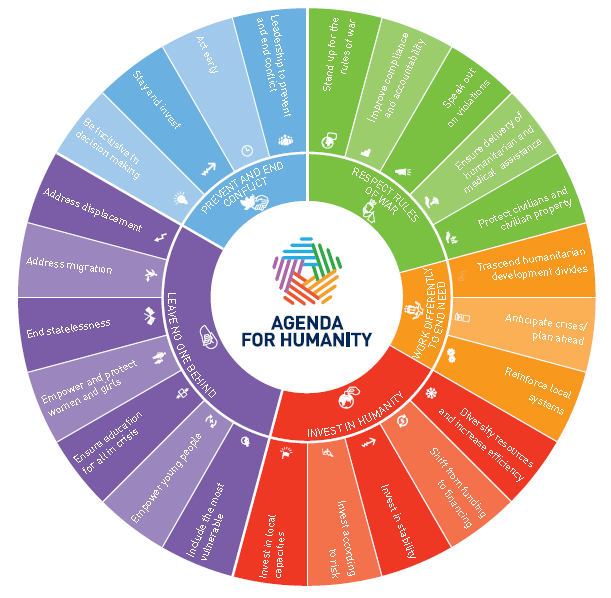 AGENDA
FOR HUMANITY
PREVENT AND END
CONFLICT
Be inclusive in
decision making
Stay and invest
Act early
Leadership to prevent
and end conflict
RESPECT RULES
OF WAR
Stand up for the
rules of war
Improve compliance
and accountability
Speak out
on violations
Ensure delivery of
humanitarian and
medical assistance
Protect civilians and
civilian property
WORK DIFFERENTLY
TO END NEED
Trascend humanitarian
development divides
Anticipate crises/
plan ahead
Reinforce local
systems
INVEST IN HUMANITY
Diversify resources
and increase efficiency
Shift from funding
to financing
Invest in stability
Invest according
to risk
Invest in local
capacities
LEAVE NO ONE BEHIND
Include the most
vulnerable
Empower young people
Ensure education
for all in crisis
Empower and protect
women and girls
End statelessness
Address migration
Address displacement